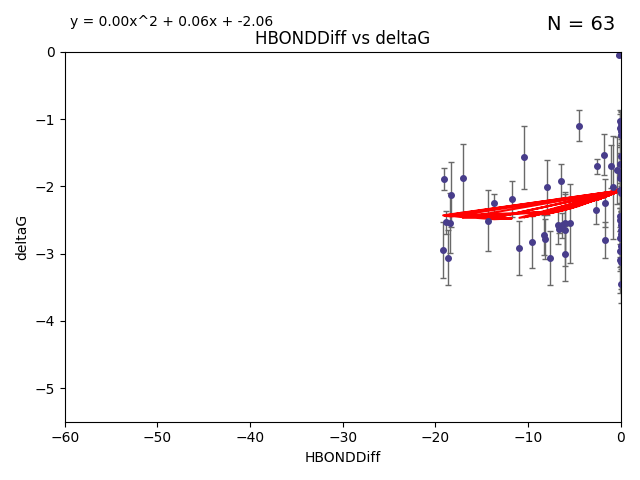 y = 0.00x^2 + 0.06x + -2.06
N = 63
HBONDDiff vs deltaG
0
−1
−2
−3
−4
−5
deltaG
−60 −50 −40 −30 −20 −10 0
HBONDDiff